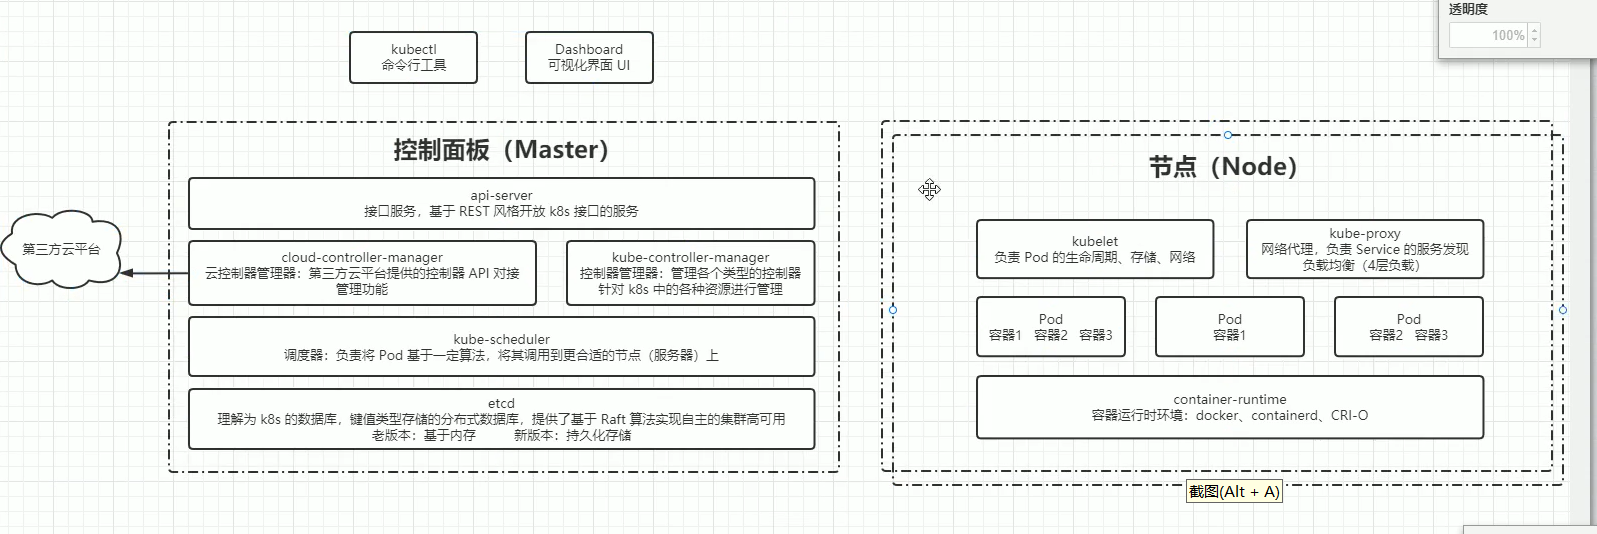 透明度
100%
kubectl
命令行工具
Dashboard
可视化界面 UI
控制面板（Master）
api-server
接口服务，基于 REST 风格开放 k8s 接口的服务
第三方云平台
cloud-controller-manager
云控制器管理器：第三方云平台提供的控制器 API 对接
管理功能
kube-controller-manager
控制器管理器：管理各个类型的控制器
针对 k8s 中的各种资源进行管理
kube-scheduler
调度器：负责将 Pod 基于一定算法，将其调用到更合适的节点（服务器）上
etcd
理解为 k8s 的数据库，键值类型存储的分布式数据库，提供了基于 Raft 算法实现自主的集群高可用
老版本：基于内存 新版本：持久化存储
节点（Node）
kubelet
负责 Pod 的生命周期、存储、网络
kube-proxy
网络代理，负责 Service 的服务发现
负载均衡（4层负载）
Pod
容器1 容器2 容器3
Pod
容器1
Pod
容器2 容器3
container-runtime
容器运行时环境：docker、containerd、CRI-O
截图(Alt + A)